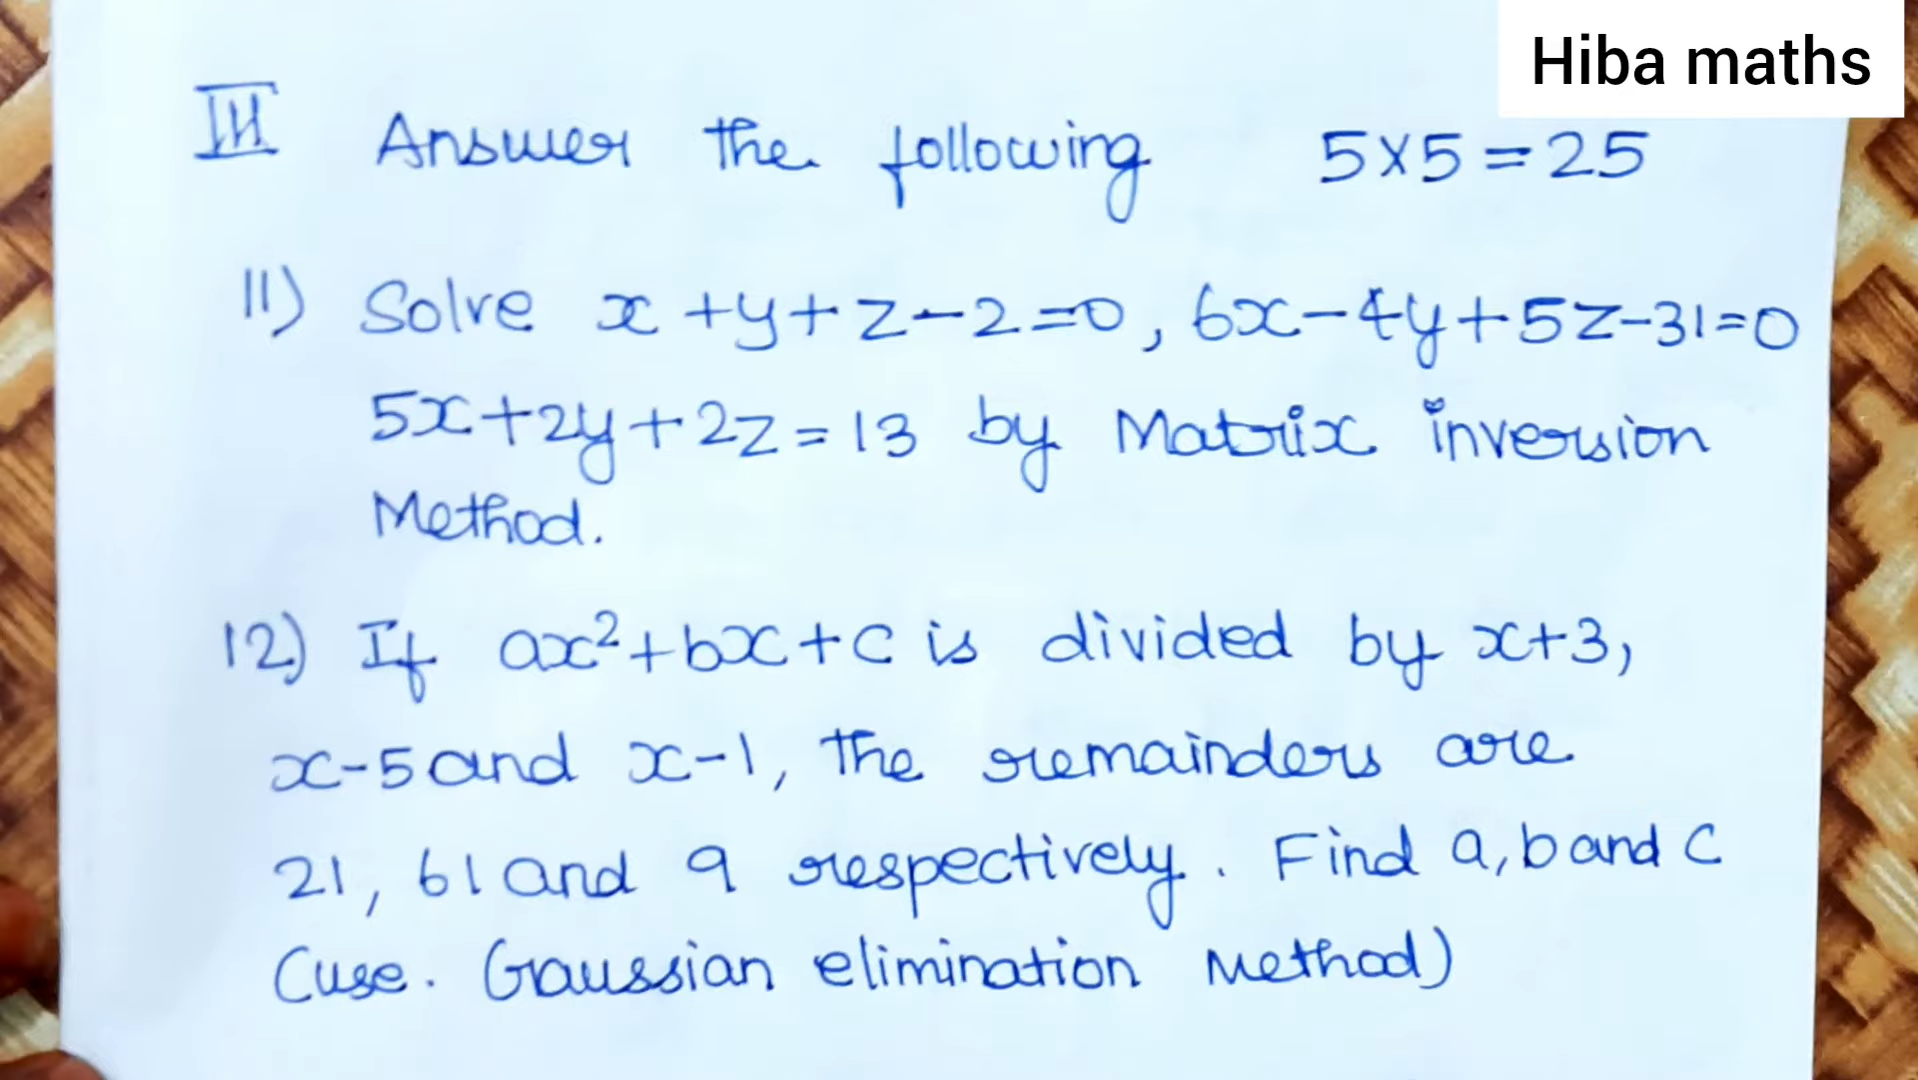 Hiba maths
III Answer the following 5×5=25
11) Solve x+y+z-2=0, 6x-4y+5z-31=0
5x+2y+2z=13 by Matrix inversion
Method.
12) If ax²+bx+c is divided by x+3,
x-5 and x-1, the remainders are
21, 61 and 9 respectively. Find a, b and c
(use. Gaussian elimination Method)